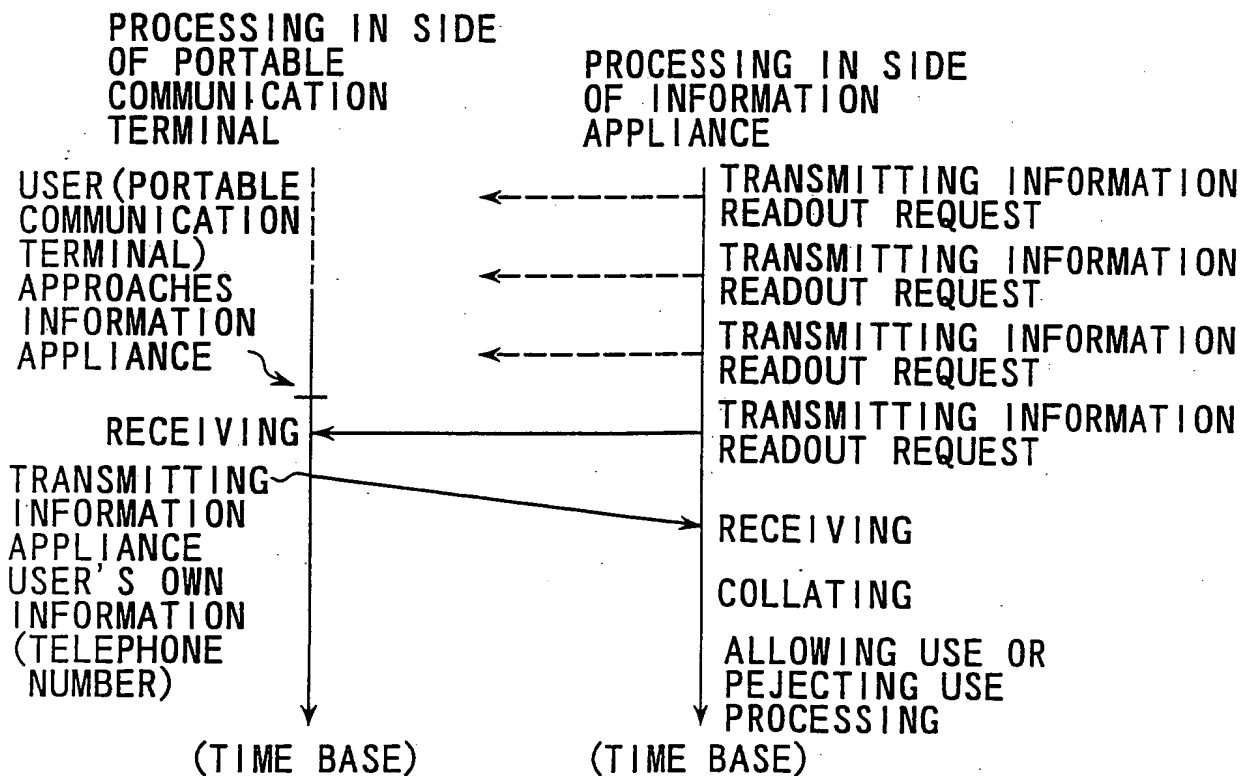 PROCESSING IN SIDE
OF PORTABLE
COMMUNICATION
TERMINAL
PROCESSING IN SIDE
OF INFORMATION
APPLIANCE
USER(PORTABLE
COMMUNICATION
TERMINAL)
APPROACHES
INFORMATION
APPLIANCE
TRANSMITTING INFORMATION
READOUT REQUEST
TRANSMITTING INFORMATION
READOUT REQUEST
TRANSMITTING INFORMATION
READOUT REQUEST
RECEIVING
TRANSMITTING INFORMATION
READOUT REQUEST
TRANSMITTING
INFORMATION
APPLIANCE
USER'S OWN
INFORMATION
(TELEPHONE
NUMBER)
RECEIVING
COLLATING
ALLOWING USE OR
PEJECTING USE
PROCESSING
(TIME BASE)
(TIME BASE)